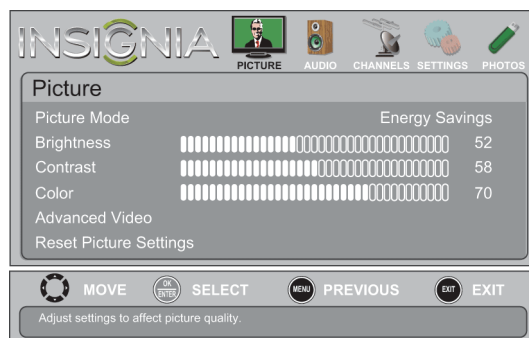 INSIGNIA
PICTURE AUDIO CHANNELS SETTINGS PHOTOS
Picture
Picture Mode Energy Savings
Brightness 52
Contrast 58
Color 70
Advanced Video
Reset Picture Settings
MOVE OK ENTER SELECT MENU PREVIOUS EXIT EXIT
Adjust settings to affect picture quality.